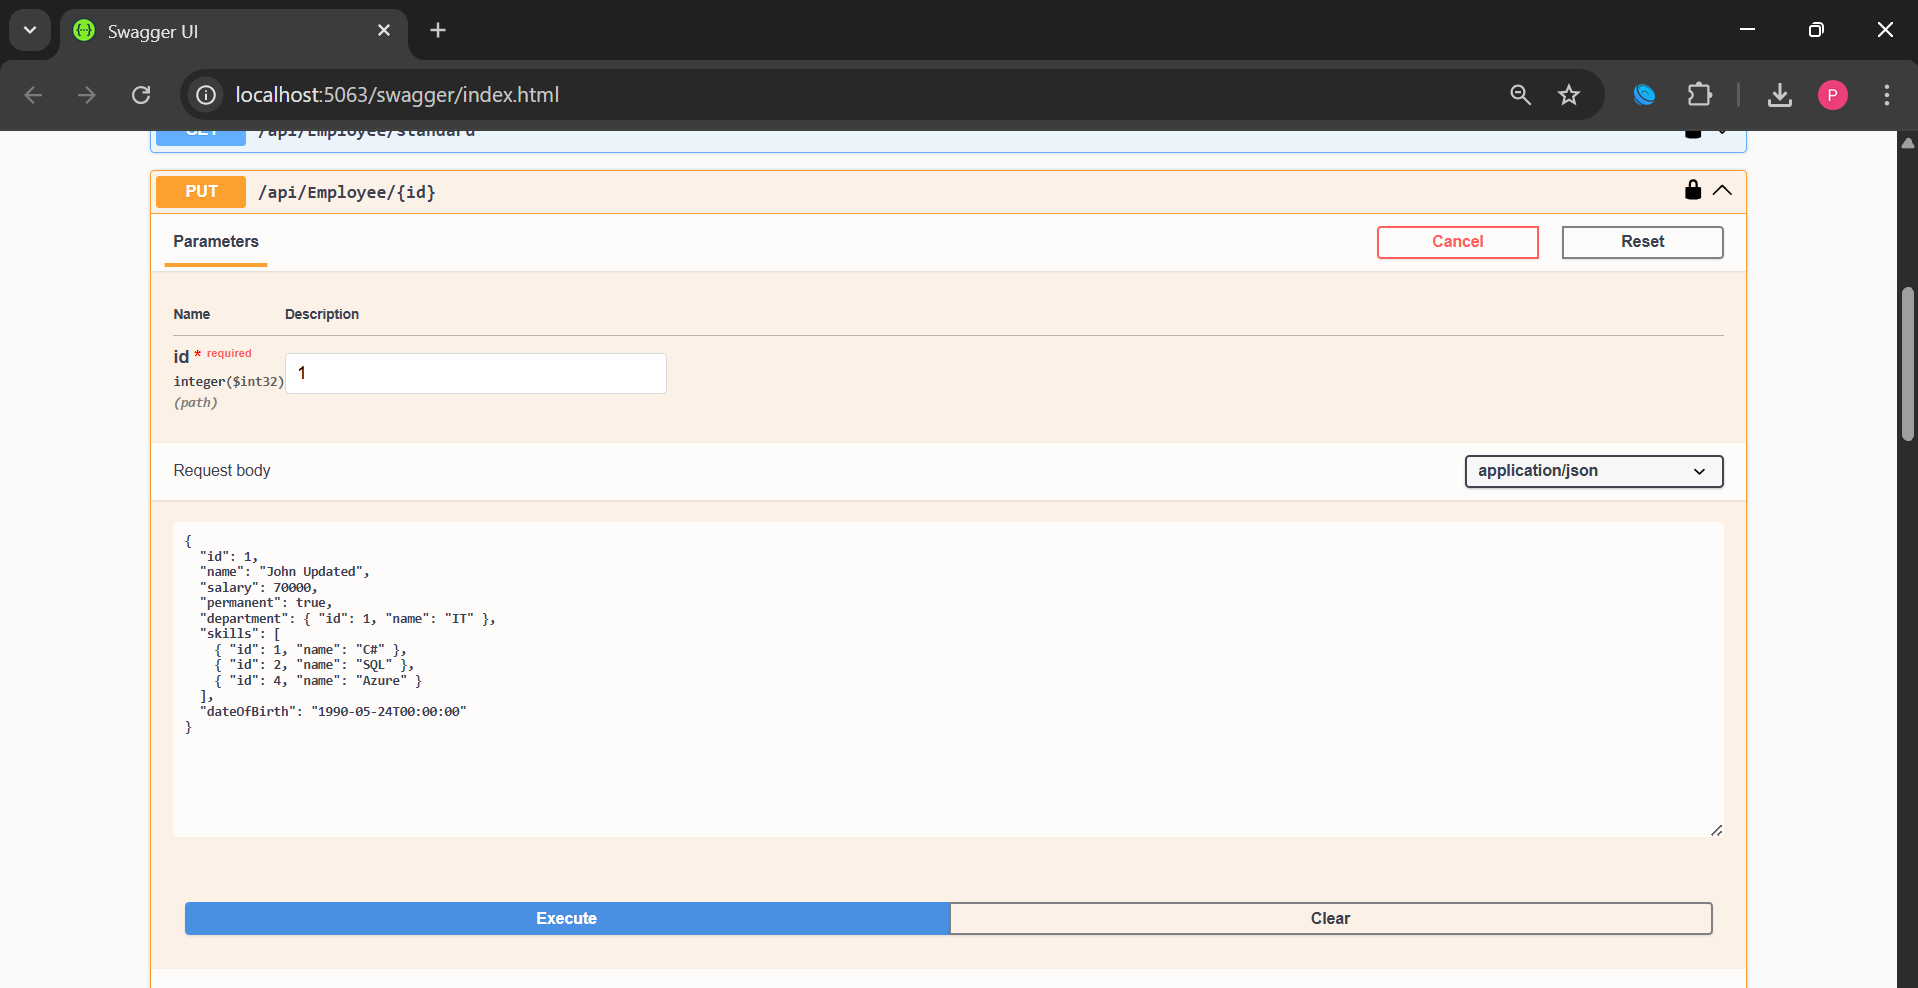 Swagger UI
localhost:5063/swagger/index.html
P
GET /api/Employee/standard
PUT /api/Employee/{id}
Parameters
Cancel
Reset
Name Description
id * required
integer($int32)
(path)
1
Request body
application/json
{
  "id": 1,
  "name": "John Updated",
  "salary": 70000,
  "permanent": true,
  "department": { "id": 1, "name": "IT" },
  "skills": [
    { "id": 1, "name": "C#" },
    { "id": 2, "name": "SQL" },
    { "id": 4, "name": "Azure" }
  ],
  "dateOfBirth": "1990-05-24T00:00:00"
}
Execute
Clear